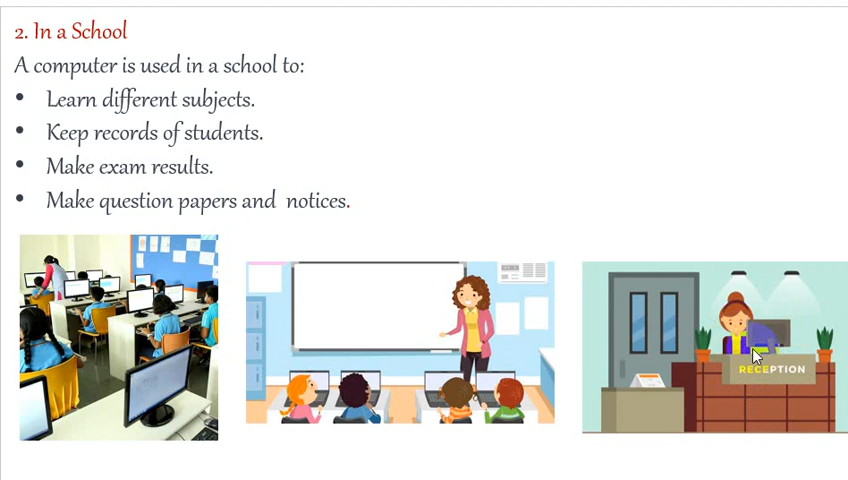 2. In a School
A computer is used in a school to:
• Learn different subjects.
• Keep records of students.
• Make exam results.
• Make question papers and notices.
RECEPTION